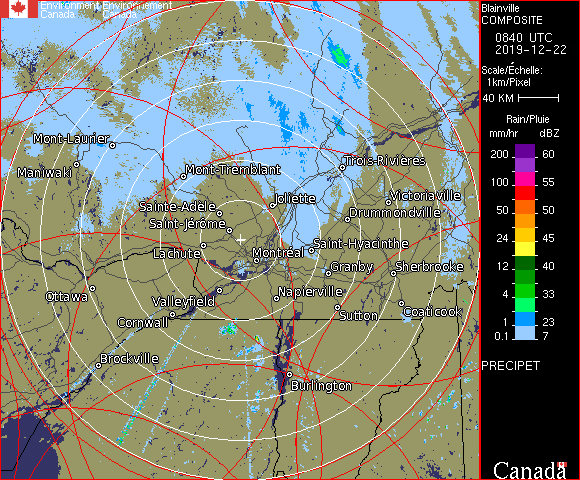 Environment Environnement
Canada Canada
Mont-Laurier
Maniwaki
Mont-Tremblant
Trois-Rivières
Joliette
Victoriaville
Sainte-Adele
Drummondville
Saint-Jérôme
Saint-Hyacinthe
Lachute
Montréal
Granby
Sherbrooke
Ottawa
Valleyfield
Napierville
Cornwall
Sutton
Coaticook
Brockville
Burlington
Blainville
COMPOSITE
0840 UTC
2019-12-22
Scale/Échelle:
1km/Pixel
40 KM
Rain/Pluie
mm/hr dBZ
200 60
100 55
50 50
24 45
12 40
4 33
1 23
0.1 7
PRECIPET
Canada